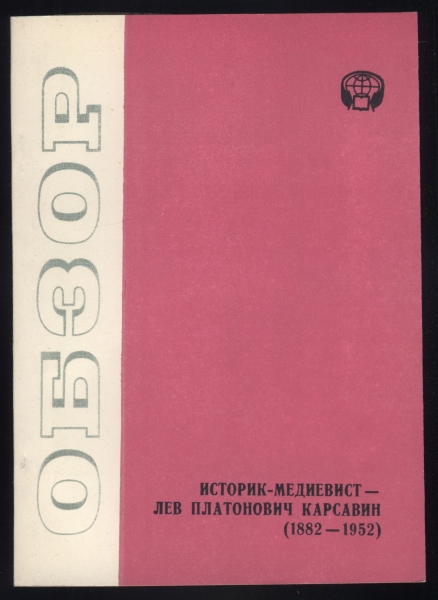 ОБЗОР
ИСТОРИК-МЕДИЕВИСТ —
ЛЕВ ПЛАТОНОВИЧ КАРСАВИН
(1882 — 1952)